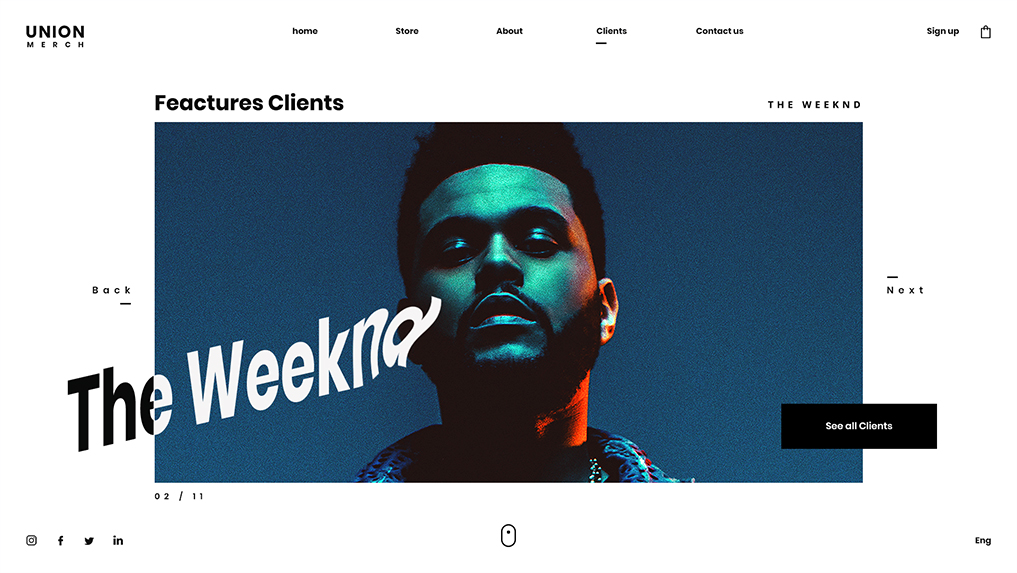 UNION
MERCH
home
Store
About
Clients
Contact us
Sign up
Feactures Clients
THE WEEKND
Back
Next
The Weeknd
See all Clients
02 / 11
Eng